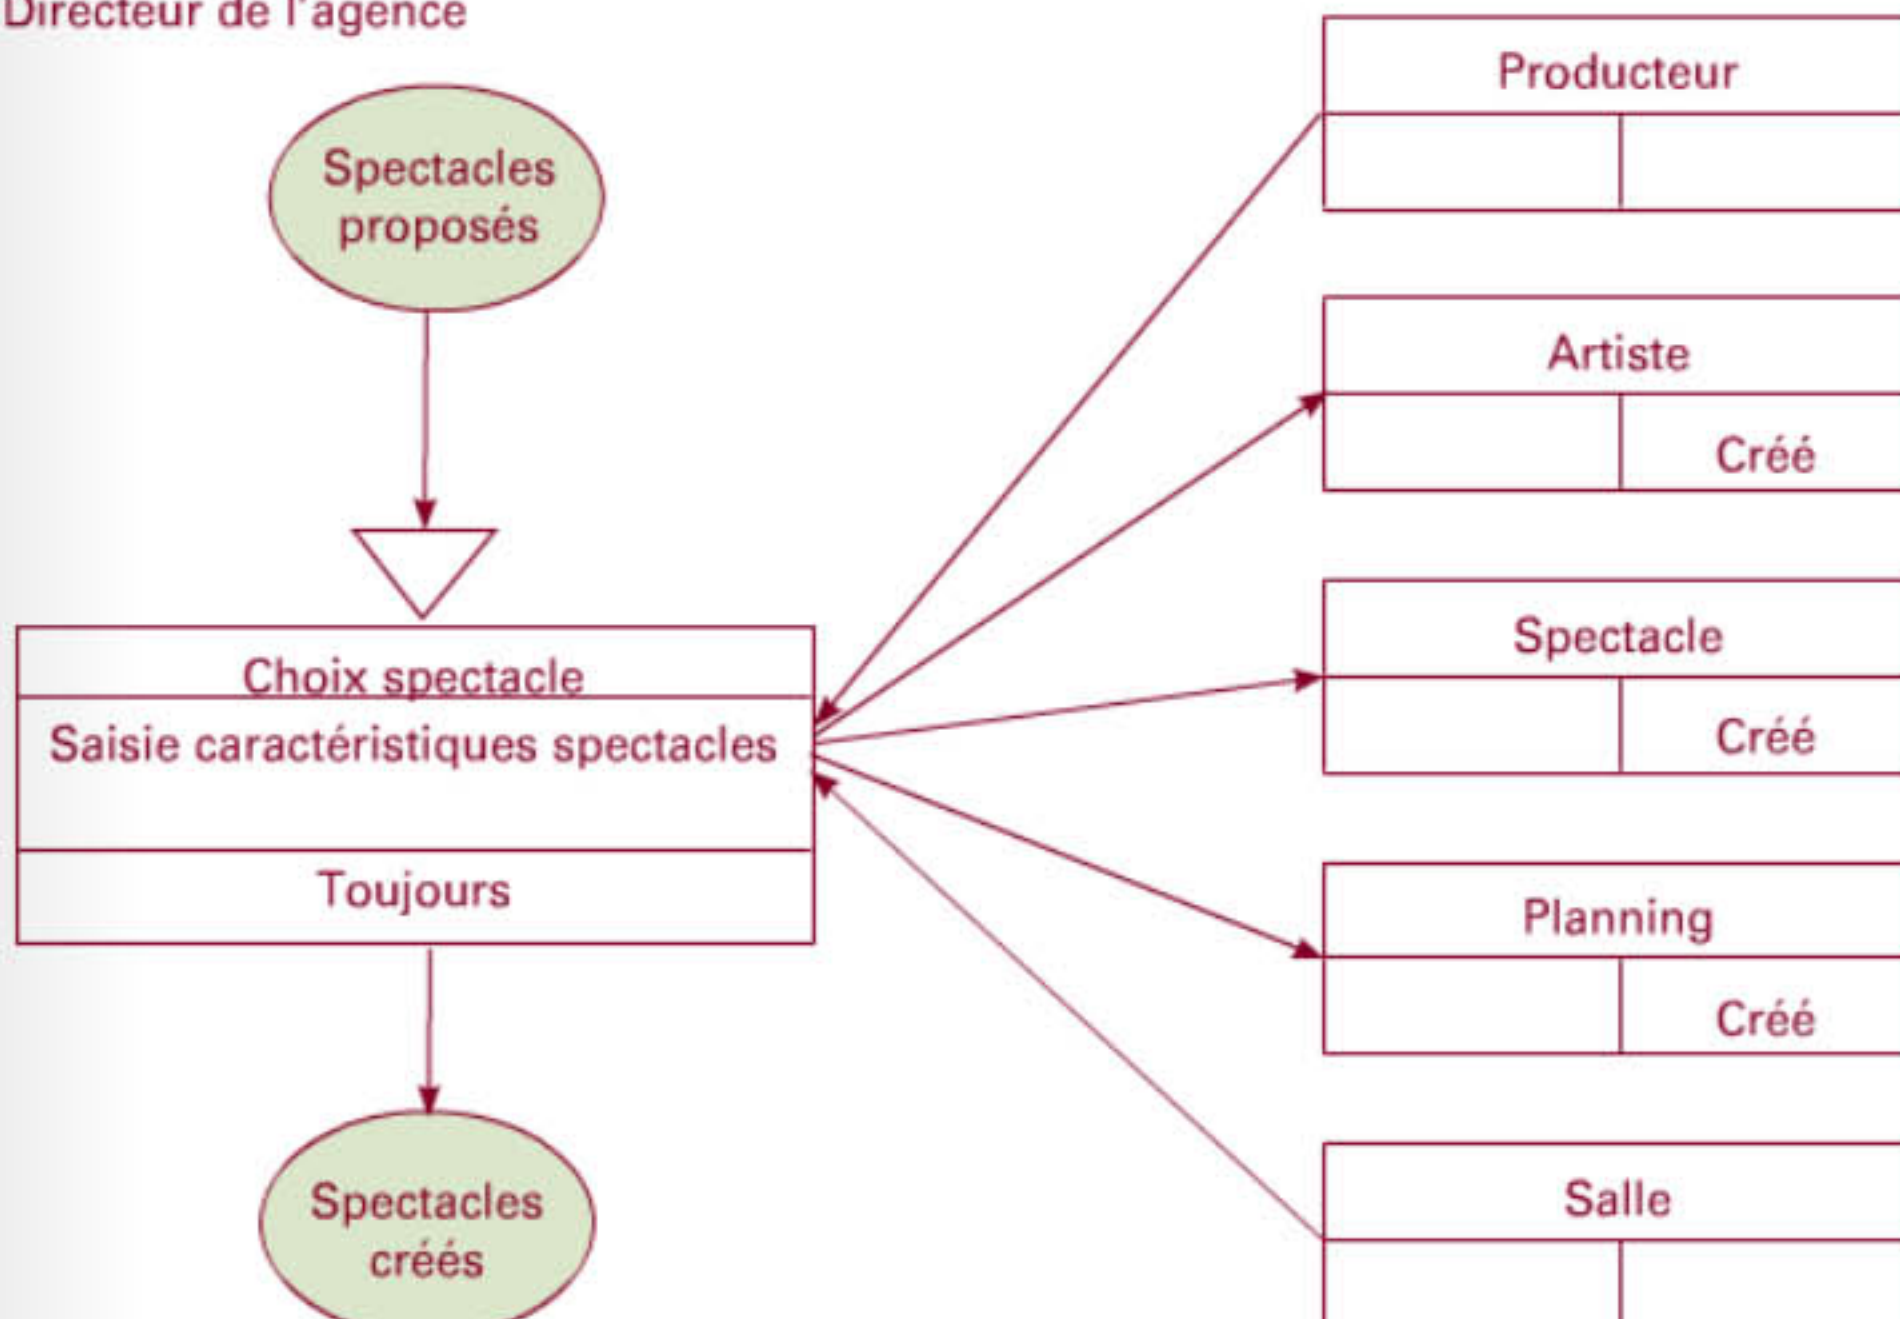 Directeur de l'agence
Spectacles
proposés
Choix spectacle
Saisie caractéristiques spectacles
Toujours
Spectacles
créés
Producteur
Artiste
Créé
Spectacle
Créé
Planning
Créé
Salle